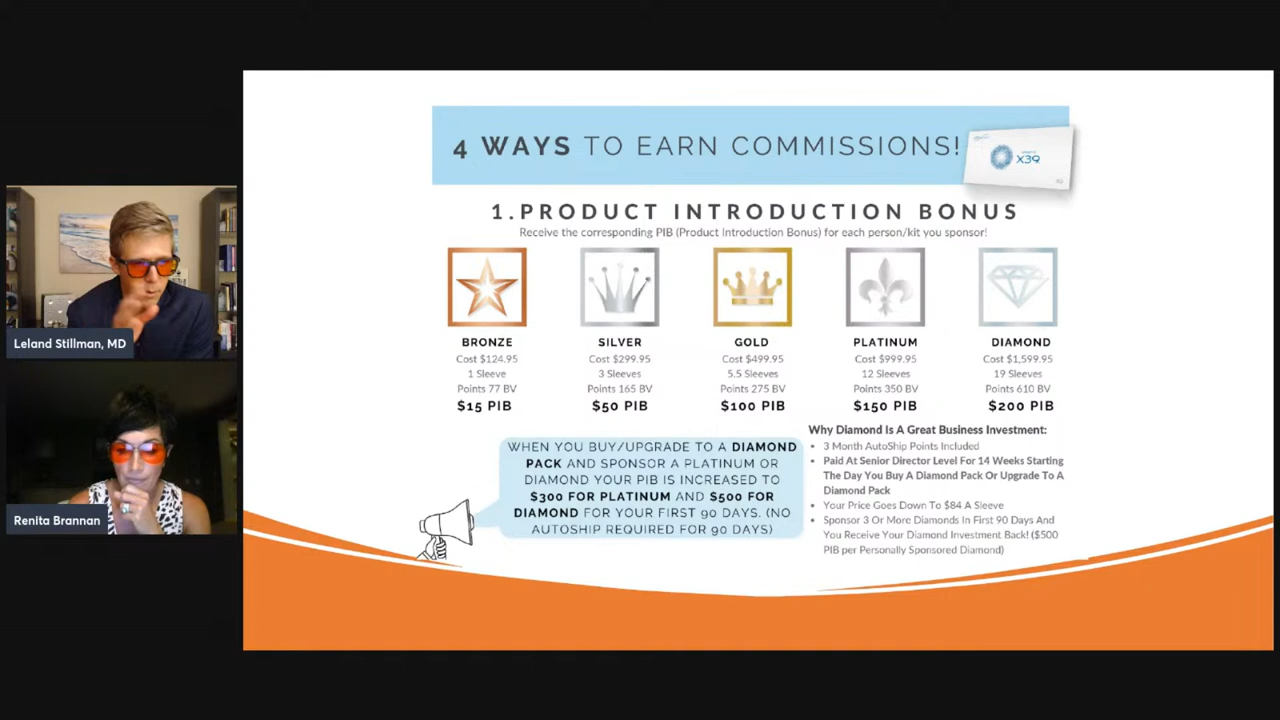 4 WAYS TO EARN COMMISSIONS!
X39
1.PRODUCT INTRODUCTION BONUS
Receive the corresponding PIB (Product Introduction Bonus) for each person/kit you sponsor!
BRONZE
Cost $124.95
1 Sleeve
Points 77 BV
$15 PIB
SILVER
Cost $299.95
3 Sleeves
Points 165 BV
$50 PIB
GOLD
Cost $499.95
5.5 Sleeves
Points 275 BV
$100 PIB
PLATINUM
Cost $999.95
12 Sleeves
Points 350 BV
$150 PIB
DIAMOND
Cost $1,599.95
19 Sleeves
Points 610 BV
$200 PIB
WHEN YOU BUY/UPGRADE TO A DIAMOND
PACK AND SPONSOR A PLATINUM OR
DIAMOND YOUR PIB IS INCREASED TO
$300 FOR PLATINUM AND $500 FOR
DIAMOND FOR YOUR FIRST 90 DAYS. (NO
AUTOSHIP REQUIRED FOR 90 DAYS)
Why Diamond Is A Great Business Investment:
• 3 Month AutoShip Points Included
• Paid At Senior Director Level For 14 Weeks Starting
The Day You Buy A Diamond Pack Or Upgrade To A
Diamond Pack
• Your Price Goes Down To $84 A Sleeve
• Sponsor 3 Or More Diamonds In First 90 Days And
You Receive Your Diamond Investment Back! ($500
PIB per Personally Sponsored Diamond)
Leland Stillman, MD
Renita Brannan